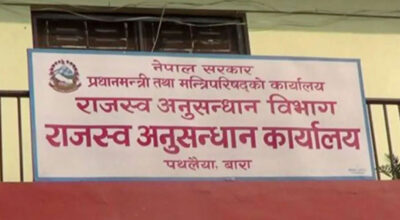 नेपाल सरकार
प्रधानमन्त्री तथा मन्त्रिपरिषद्को कार्यालय
राजस्व अनुसन्धान विभाग
राजस्व अनुसन्धान कार्यालय
पथलैया, बारा